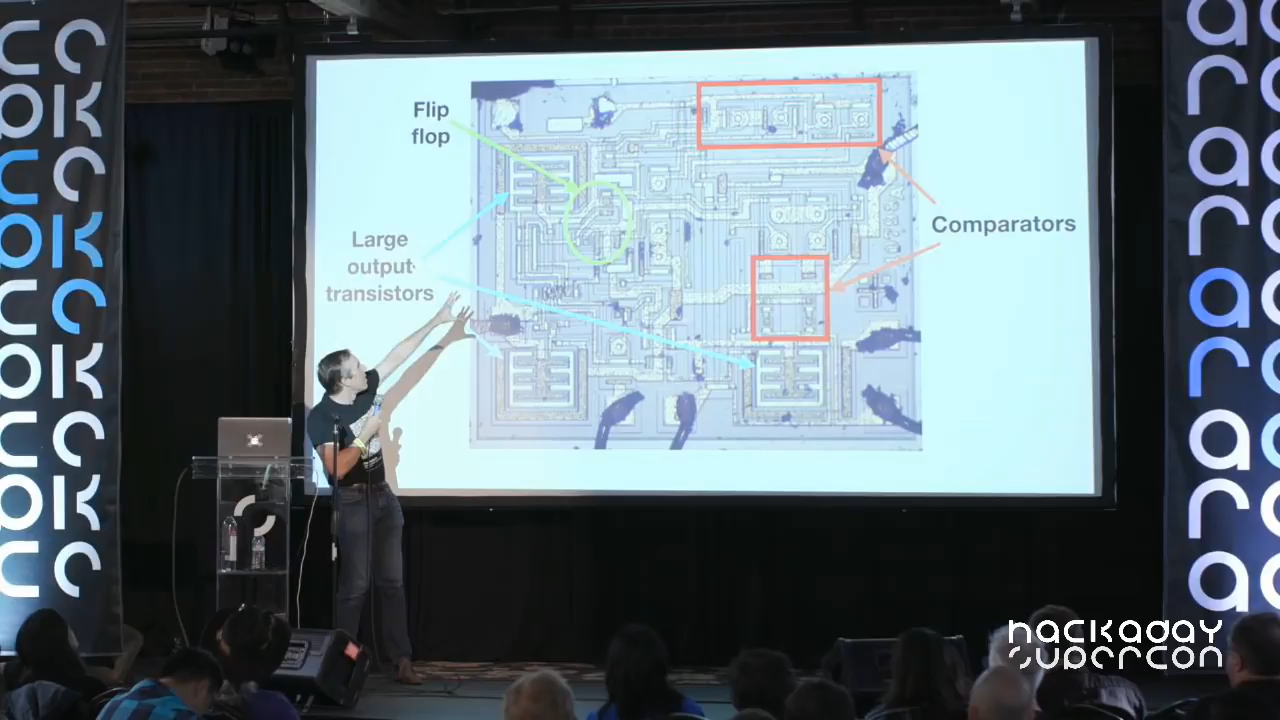 Flip
flop
Large
output
transistors
Comparators
hackaday
supercon